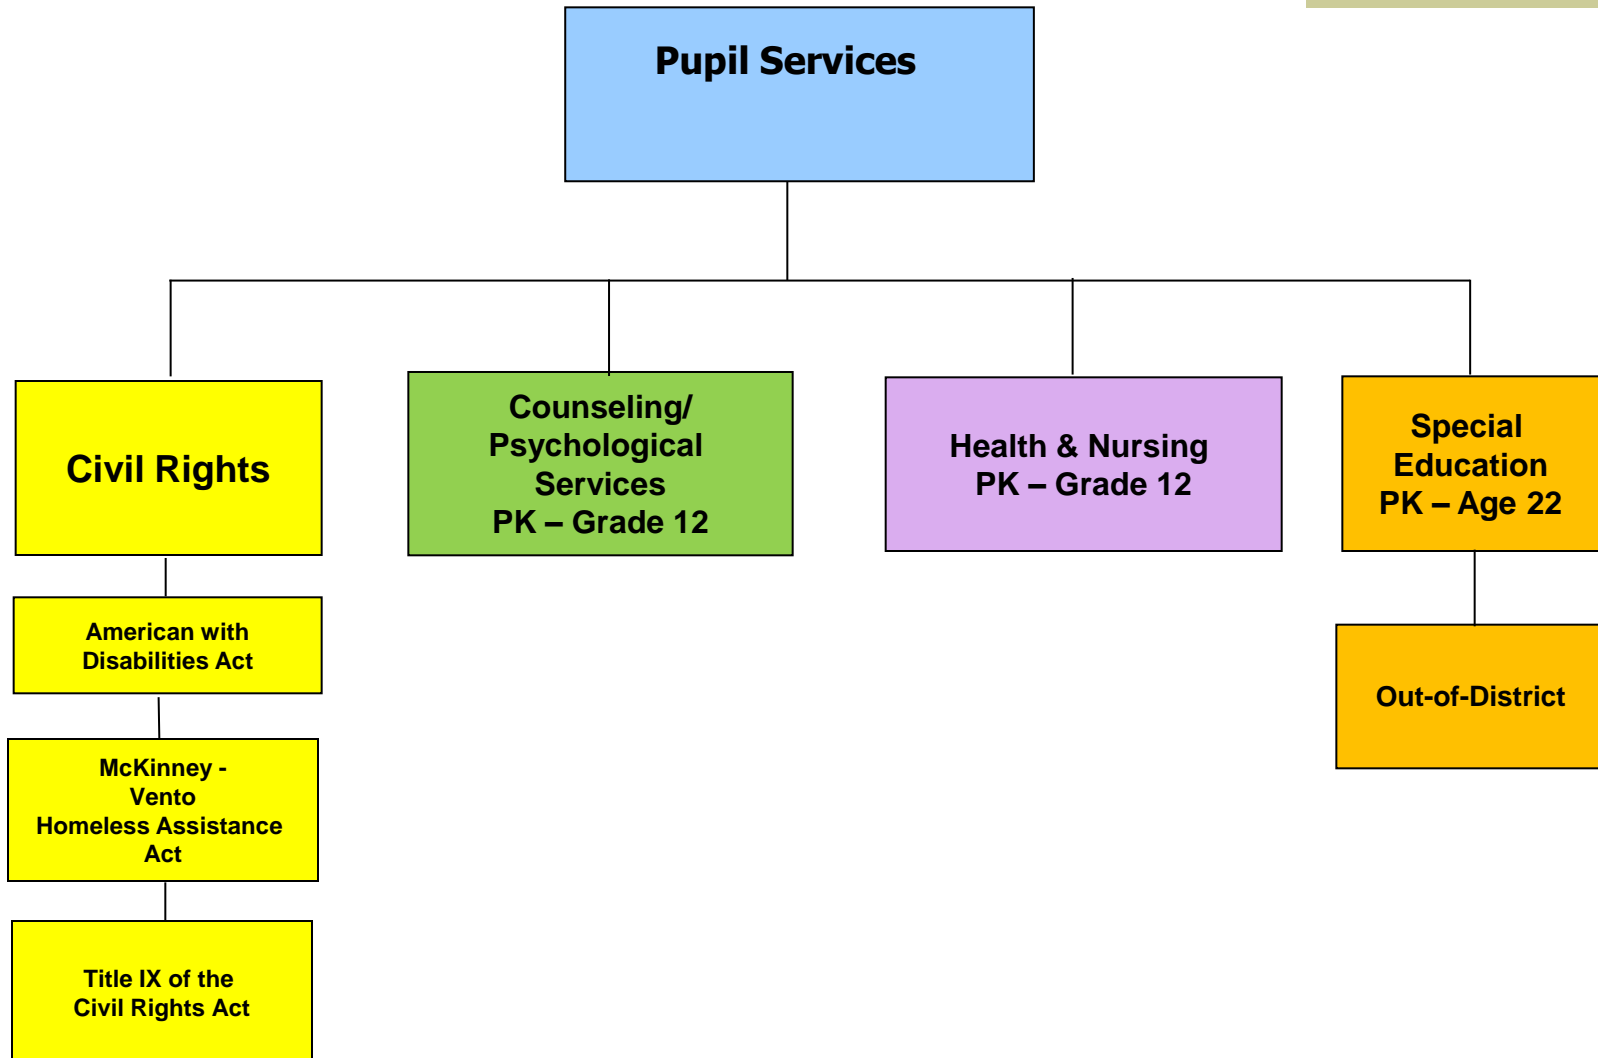 Pupil Services
Civil Rights
Counseling/
Psychological
Services
PK – Grade 12
Health & Nursing
PK – Grade 12
Special
Education
PK – Age 22
American with
Disabilities Act
Out-of-District
McKinney -
Vento
Homeless Assistance
Act
Title IX of the
Civil Rights Act